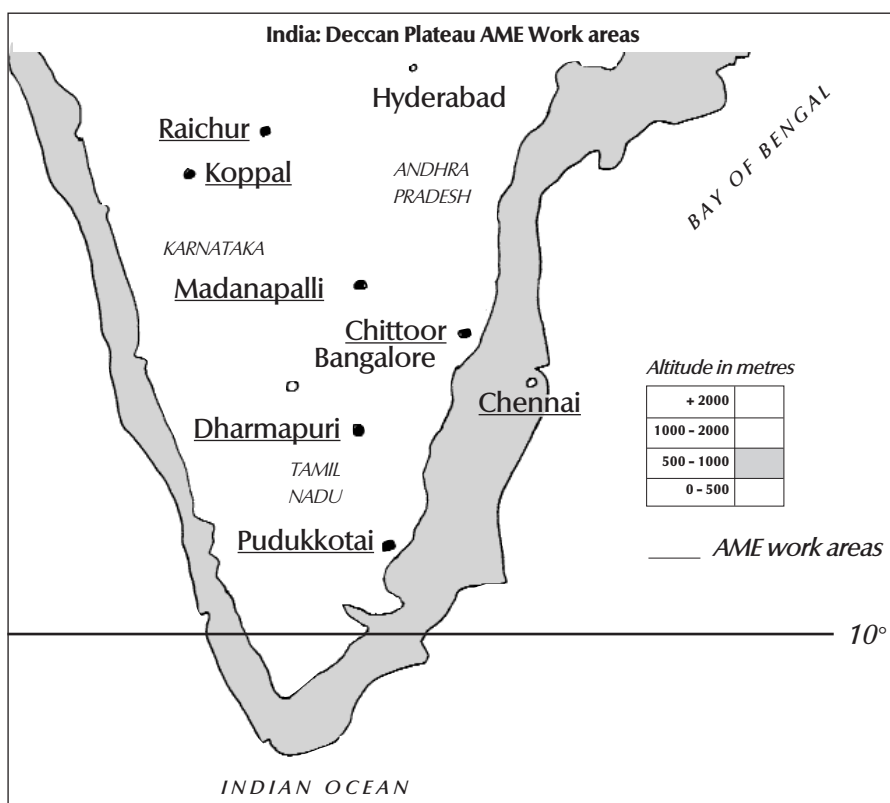 India: Deccan Plateau AME Work areas
Hyderabad
Raichur
Koppal
ANDHRA
PRADESH
BAY OF BENGAL
KARNATAKA
Madanapalli
Chittoor
Bangalore
Chennai
Altitude in metres
+ 2000
1000 – 2000
500 – 1000
0 – 500
Dharmapuri
TAMIL
NADU
Pudukkotai
AME work areas
10°
INDIAN OCEAN